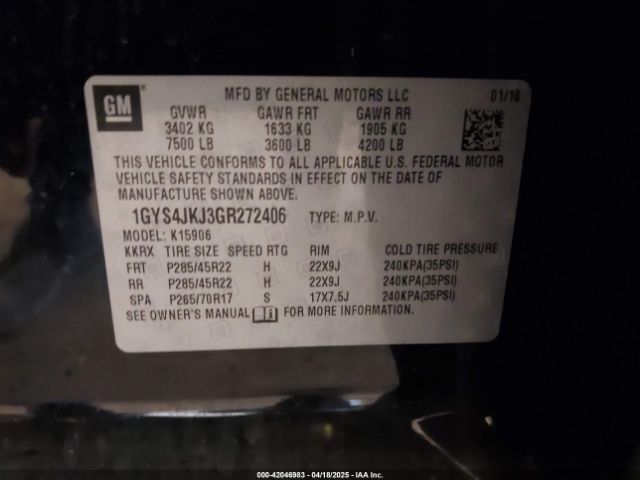 GM
MFD BY GENERAL MOTORS LLC 01/16
GVWR GAWR FRT GAWR RR
3402 KG 1633 KG 1905 KG
7500 LB 3600 LB 4200 LB
THIS VEHICLE CONFORMS TO ALL APPLICABLE U.S. FEDERAL MOTOR
VEHICLE SAFETY STANDARDS IN EFFECT ON THE DATE OF
MANUFACTURE SHOWN ABOVE.
1GYS4JKJ3GR272406 TYPE: M.P.V.
MODEL: K15906
KKRX TIRE SIZE SPEED RTG RIM COLD TIRE PRESSURE
FRT P285/45R22 H 22X9J 240KPA(35PSI)
RR P285/45R22 H 22X9J 240KPA(35PSI)
SPA P265/70R17 S 17X7.5J 240KPA(35PSI)
SEE OWNER'S MANUAL FOR MORE INFORMATION.
000-42046983 - 04/18/2025 - IAAI, Inc.